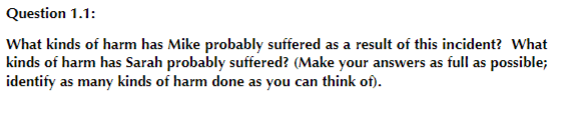 Question 1.1:
What kinds of harm has Mike probably suffered as a result of this incident?  What
kinds of harm has Sarah probably suffered? (Make your answers as full as possible;
identify as many kinds of harm done as you can think of).